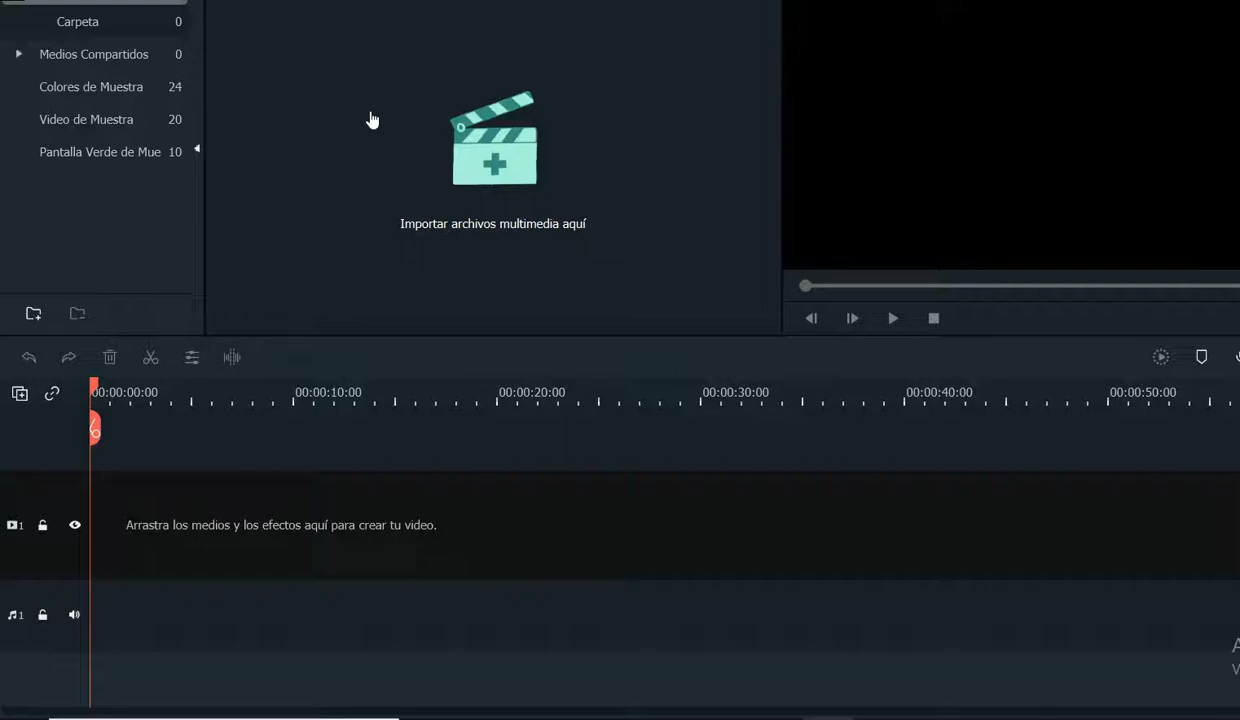 Carpeta 0
Medios Compartidos 0
Colores de Muestra 24
Video de Muestra 20
Pantalla Verde de Mue 10
Importar archivos multimedia aquí
00:00:00:00 00:00:10:00 00:00:20:00 00:00:30:00 00:00:40:00 00:00:50:00
1 Arrastra los medios y los efectos aquí para crear tu video.
1